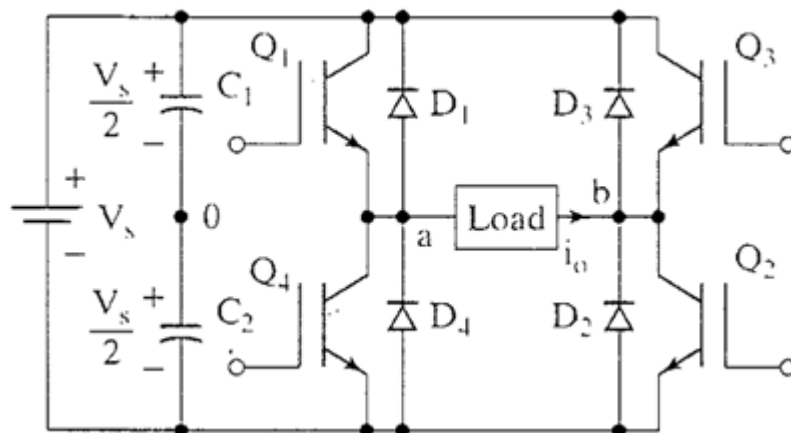 Q₁
Q₃
Vₛ/2
+
−
C₁
D₁
D₃
+
Vₛ
−
0
a
Load
b
iₒ
Q₄
Q₂
Vₛ/2
+
−
C₂
D₄
D₂